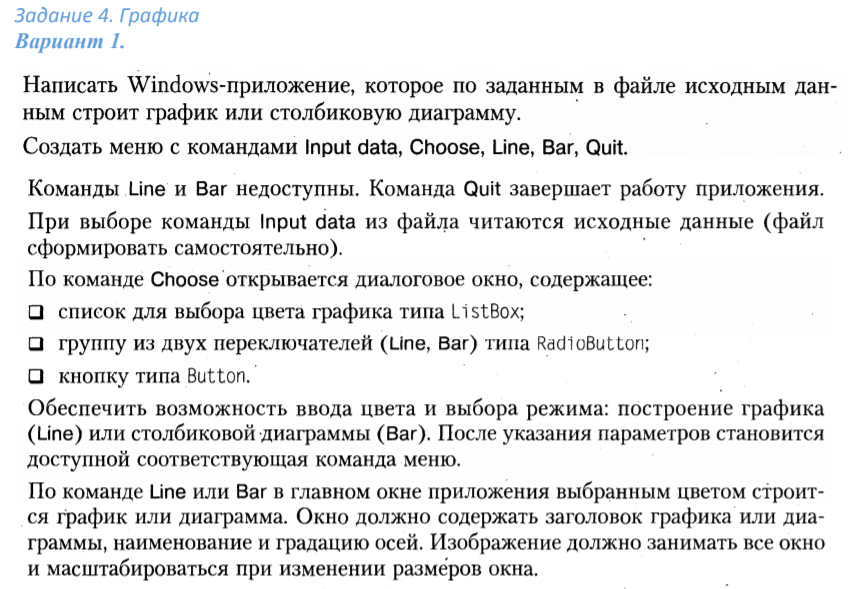 Задание 4. Графика
Вариант 1.
Написать Windows-приложение, которое по заданным в файле исходным дан-
ным строит график или столбиковую диаграмму.
Создать меню с командами Input data, Choose, Line, Bar, Quit.
Команды Line и Bar недоступны. Команда Quit завершает работу приложения.
При выборе команды Input data из файла читаются исходные данные (файл
сформировать самостоятельно).
По команде Choose открывается диалоговое окно, содержащее:
❑ список для выбора цвета графика типа ListBox;
❑ группу из двух переключателей (Line, Bar) типа RadioButton;
❑ кнопку типа Button.
Обеспечить возможность ввода цвета и выбора режима: построение графика
(Line) или столбиковой диаграммы (Bar). После указания параметров становится
доступной соответствующая команда меню.
По команде Line или Bar в главном окне приложения выбранным цветом строит-
ся график или диаграмма. Окно должно содержать заголовок графика или диа-
граммы, наименование и градацию осей. Изображение должно занимать все окно
и масштабироваться при изменении размеров окна.